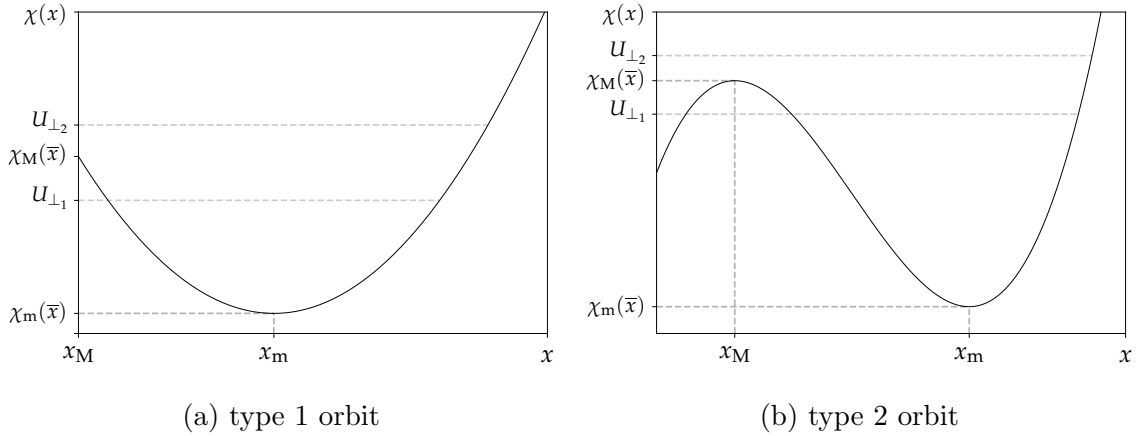 χ(x)
U⊥₂
χM(x̅)
U⊥₁
χm(x̅)
xM
xm
x
(a) type 1 orbit
χ(x)
U⊥₂
χM(x̅)
U⊥₁
χm(x̅)
xM
xm
x
(b) type 2 orbit